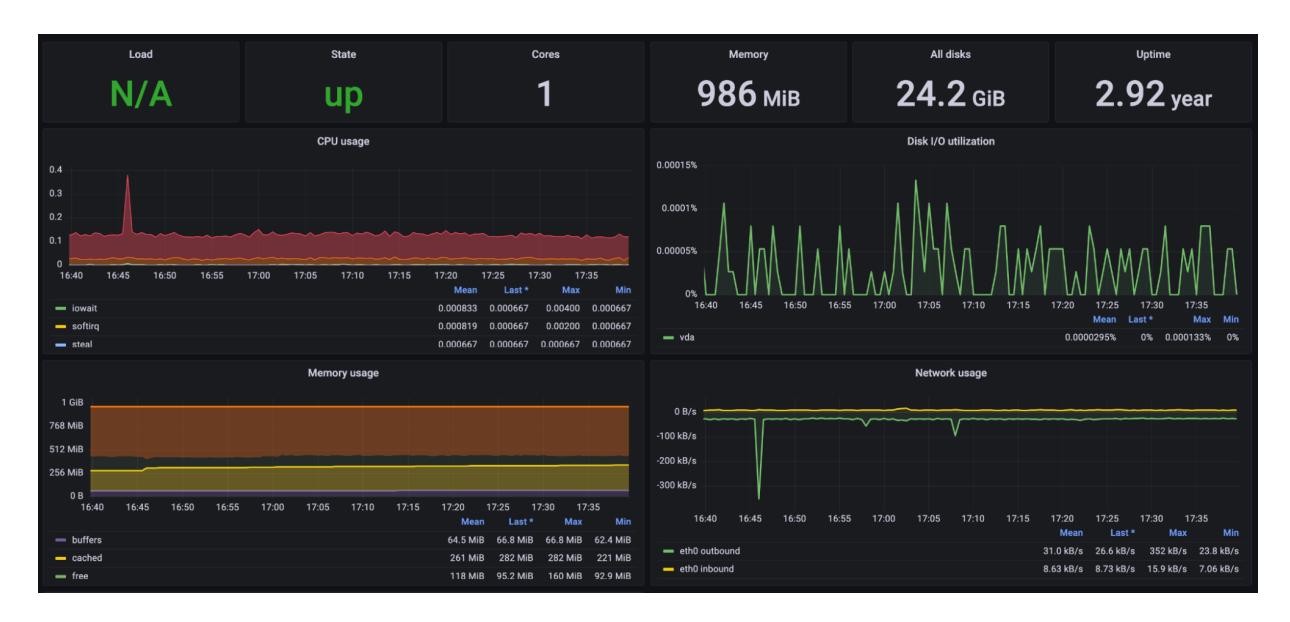 Load State Cores Memory All disks Uptime
N/A up 1 986 MiB 24.2 GiB 2.92 year
CPU usage
0.4
0.3
0.2
0.1
0
16:40 16:45 16:50 16:55 17:00 17:05 17:10 17:15 17:20 17:25 17:30 17:35
Mean Last * Max Min
iowait 0.000833 0.000667 0.00400 0.000667
softirq 0.000819 0.000667 0.00200 0.000667
steal 0.000667 0.000667 0.000667 0.000667
Disk I/O utilization
0.00015%
0.0001%
0.00005%
0%
16:40 16:45 16:50 16:55 17:00 17:05 17:10 17:15 17:20 17:25 17:30 17:35
Mean Last * Max Min
vda 0.0000295% 0% 0.000133% 0%
Memory usage
1 GiB
768 MiB
512 MiB
256 MiB
0 B
16:40 16:45 16:50 16:55 17:00 17:05 17:10 17:15 17:20 17:25 17:30 17:35
Mean Last * Max Min
buffers 64.5 MiB 66.8 MiB 66.8 MiB 62.4 MiB
cached 261 MiB 282 MiB 282 MiB 221 MiB
free 118 MiB 95.2 MiB 160 MiB 92.9 MiB
Network usage
0 B/s
-100 kB/s
-200 kB/s
-300 kB/s
16:40 16:45 16:50 16:55 17:00 17:05 17:10 17:15 17:20 17:25 17:30 17:35
Mean Last * Max Min
eth0 outbound 31.0 kB/s 26.6 kB/s 352 kB/s 23.8 kB/s
eth0 inbound 8.63 kB/s 8.73 kB/s 15.9 kB/s 7.06 kB/s